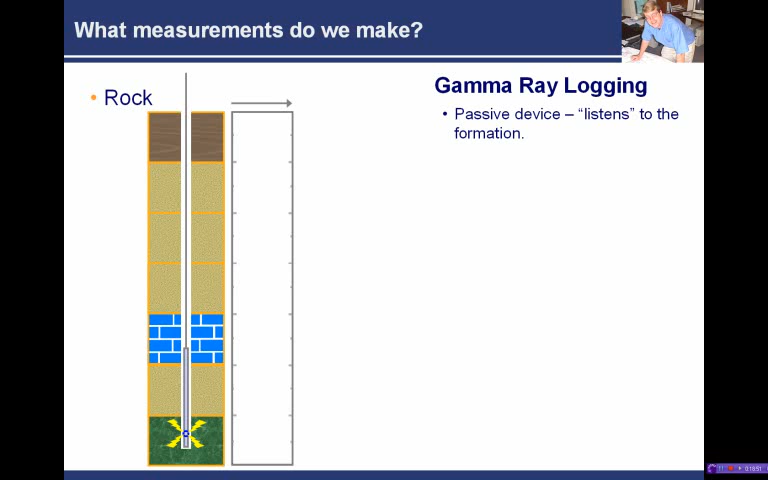 What measurements do we make?
• Rock
Gamma Ray Logging
• Passive device – “listens” to the
formation.